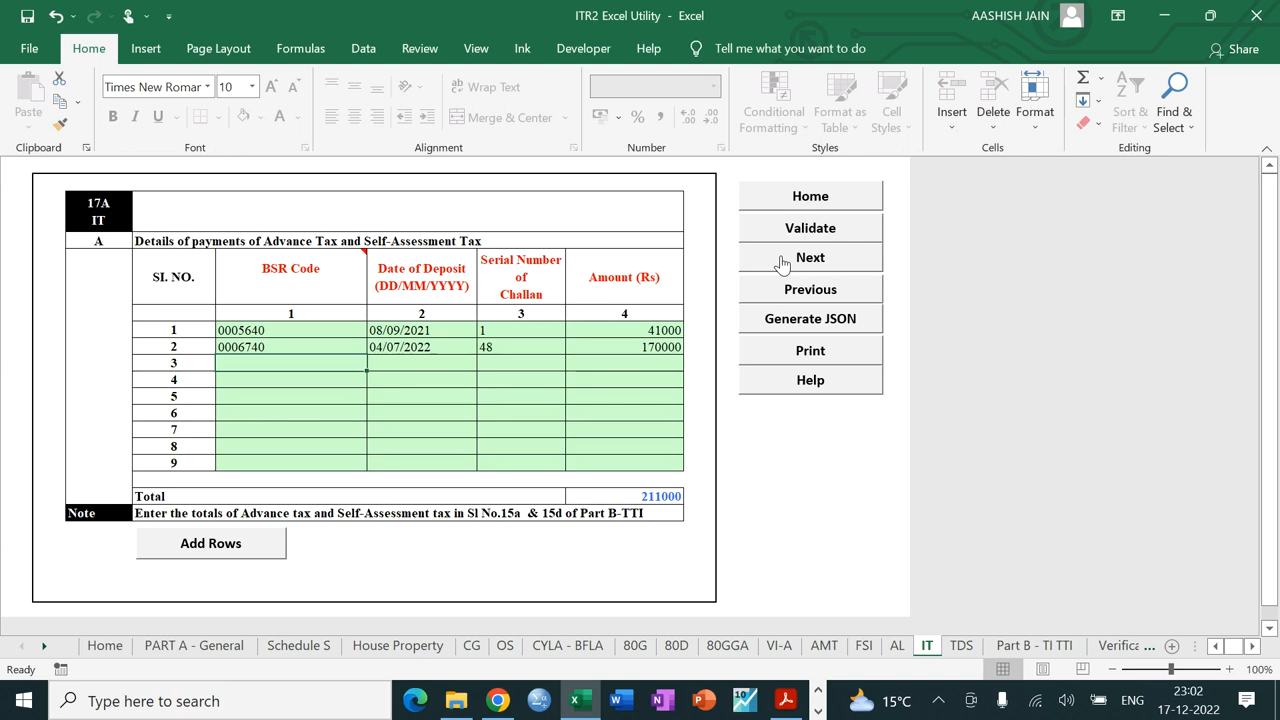 ITR2 Excel Utility - Excel
AASHISH JAIN
File Home Insert Page Layout Formulas Data Review View Ink Developer Help Tell me what you want to do Share
Paste
Clipboard
Times New Romar 10
B I U
Font
Wrap Text
Merge & Center
Alignment
Number
Conditional Formatting
Format as Table
Cell Styles
Styles
Insert Delete Format
Cells
Sort & Filter
Find & Select
Editing
17A
IT
A Details of payments of Advance Tax and Self-Assessment Tax
SI. NO. BSR Code Date of Deposit (DD/MM/YYYY) Serial Number of Challan Amount (Rs)
1 2 3 4
1 0005640 08/09/2021 1 41000
2 0006740 04/07/2022 48 170000
3
4
5
6
7
8
9
Total 211000
Note Enter the totals of Advance tax and Self-Assessment tax in Sl No.15a & 15d of Part B-TTI
Add Rows
Home
Validate
Next
Previous
Generate JSON
Print
Help
Home PART A - General Schedule S House Property CG OS CYLA - BFLA 80G 80D 80GGA VI-A AMT FSI AL IT TDS Part B - TI TTI Verifica ...
Ready 100%
Type here to search
15°C
ENG
23:02
17-12-2022